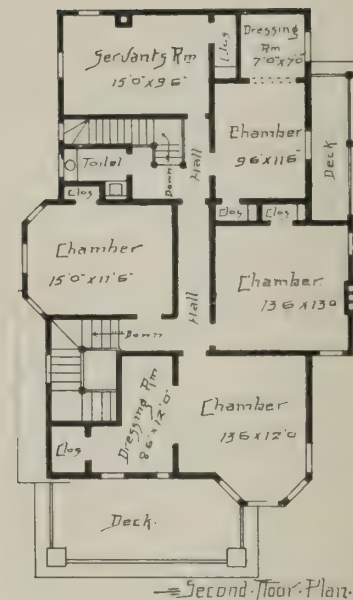 Servants Rm
15'0"x9'6"
Clos
Dressing
Rm
7'0"x7'0"
Chamber
9'6"x11'6"
Deck
Hall
Toilet
Down
Clos
Clos
Clos
Chamber
15'0"x11'6"
Chamber
13'6x13'0
Hall
Down
Dressing Rm
8'6"x12'0"
Chamber
13'6x12'0
Clos
Deck.
Second·Floor·Plan.